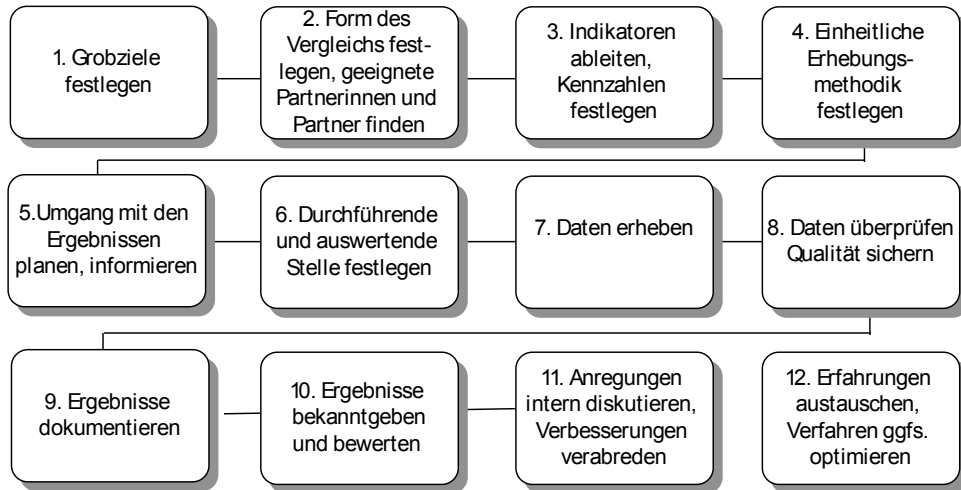 1. Grobziele
festlegen
2. Form des
Vergleichs fest-
legen, geeignete
Partnerinnen und
Partner finden
3. Indikatoren
ableiten,
Kennzahlen
festlegen
4. Einheitliche
Erhebungs-
methodik
festlegen
5.Umgang mit den
Ergebnissen
planen, informieren
6. Durchführende
und auswertende
Stelle festlegen
7. Daten erheben
8. Daten überprüfen
Qualität sichern
9. Ergebnisse
dokumentieren
10. Ergebnisse
bekanntgeben
und bewerten
11. Anregungen
intern diskutieren,
Verbesserungen
verabreden
12. Erfahrungen
austauschen,
Verfahren ggfs.
optimieren